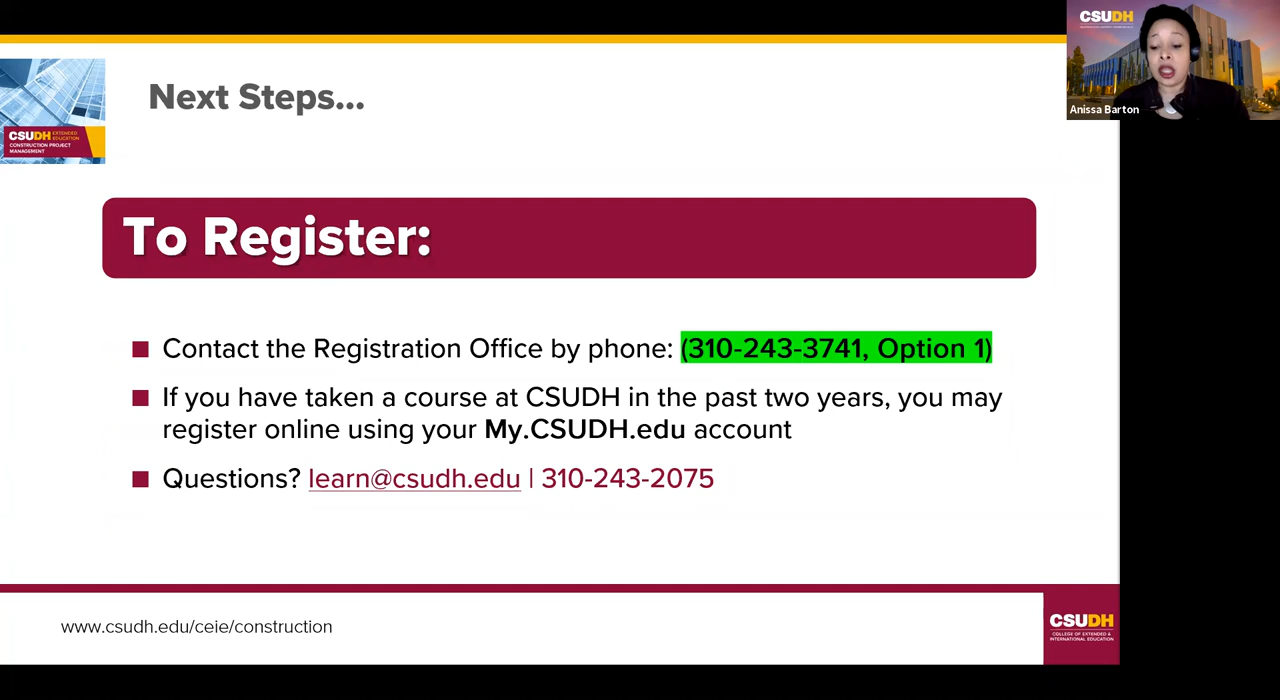 Next Steps...
CSUDH EXTENDED EDUCATION
CONSTRUCTION PROJECT
MANAGEMENT
CSUDH
Anissa Barton
To Register:
Contact the Registration Office by phone: (310-243-3741, Option 1)
If you have taken a course at CSUDH in the past two years, you may
register online using your My.CSUDH.edu account
Questions? learn@csudh.edu | 310-243-2075
www.csudh.edu/ceie/construction
CSUDH
COLLEGE OF EXTENDED &
INTERNATIONAL EDUCATION